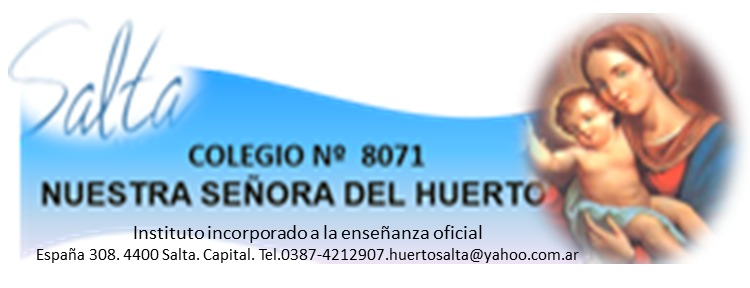 Salta
COLEGIO Nº 8071
NUESTRA SEÑORA DEL HUERTO
Instituto incorporado a la enseñanza oficial
España 308. 4400 Salta. Capital. Tel.0387-4212907.huertosalta@yahoo.com.ar